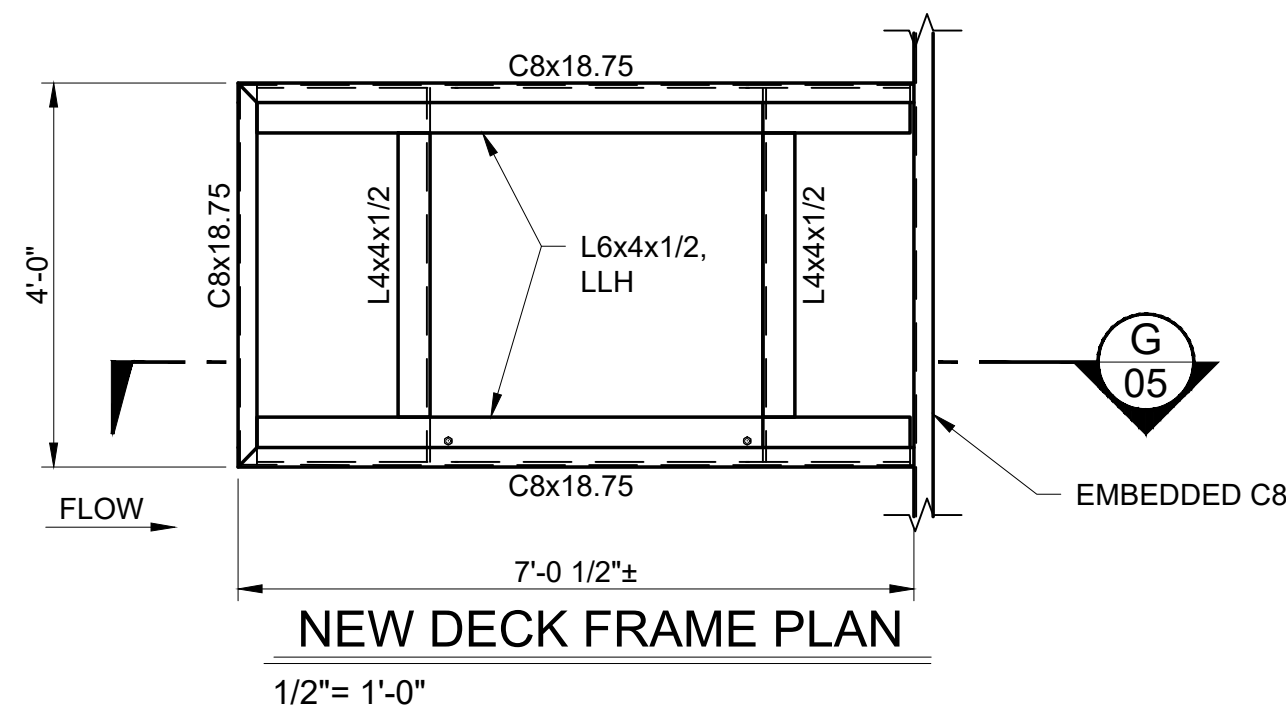 C8x18.75
4'-0"
C8x18.75
L4x4x1/2
L6x4x1/2,
LLH
L4x4x1/2
G
05
C8x18.75
EMBEDDED C8
FLOW
7'-0 1/2"±
NEW DECK FRAME PLAN
1/2"= 1'-0"